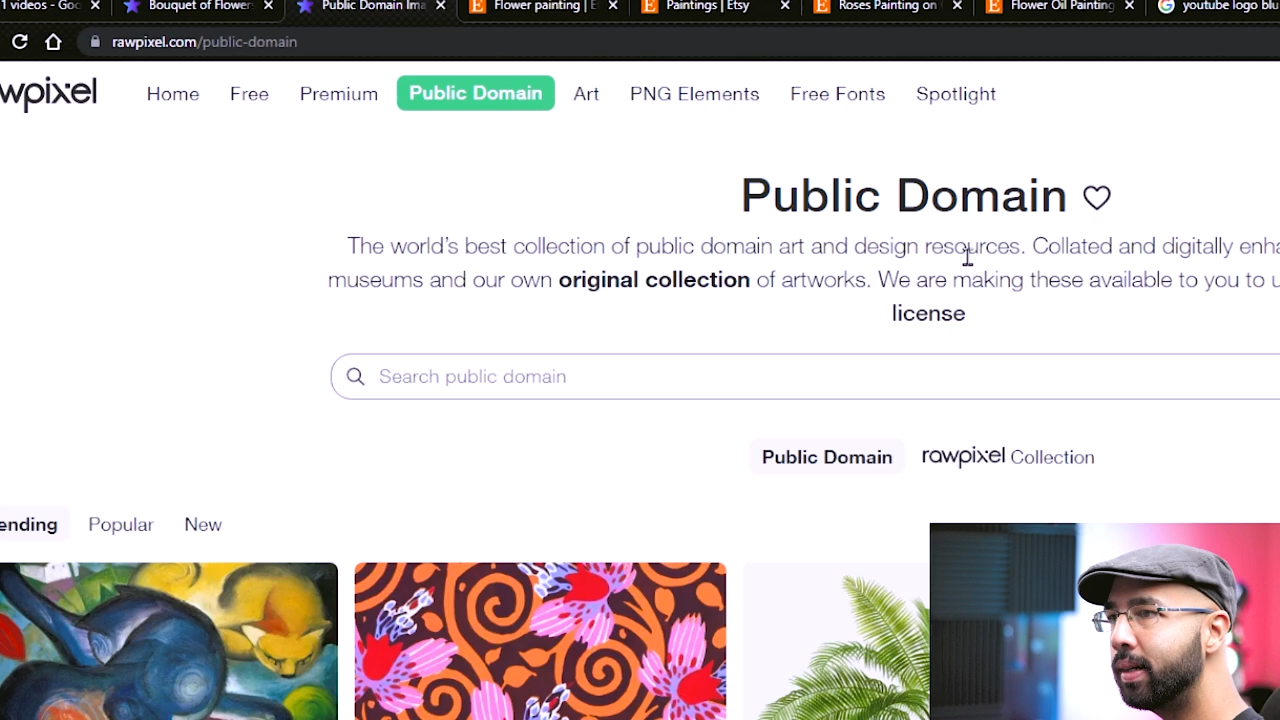 1 videos - Goo
Bouquet of Flower
Public Domain Ima
Flower painting | E
Paintings | Etsy
Roses Painting on
Flower Oil Painting
youtube logo blu
rawpixel.com/public-domain
wpixel
Home
Free
Premium
Public Domain
Art
PNG Elements
Free Fonts
Spotlight
Public Domain
The world's best collection of public domain art and design resources. Collated and digitally enha
museums and our own original collection of artworks. We are making these available to you to u
license
Search public domain
Public Domain
rawpixel Collection
ending
Popular
New